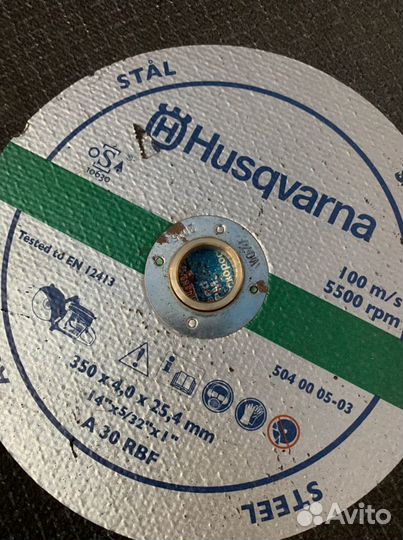 STÅL
Husqvarna
10630
Tested to EN 12413
100 m/s
5500 rpm
350 x 4,0 x 25,4 mm
14"x5/32"x1"
A 30 RBF
504 00 05-03
STEEL
Avito